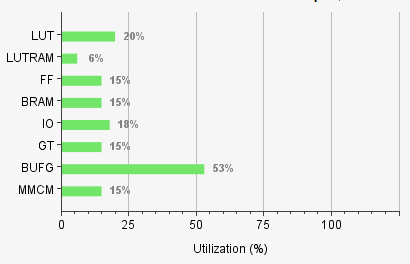 LUT 20%
LUTRAM 6%
FF 15%
BRAM 15%
IO 18%
GT 15%
BUFG 53%
MMCM 15%
0 25 50 75 100
Utilization (%)